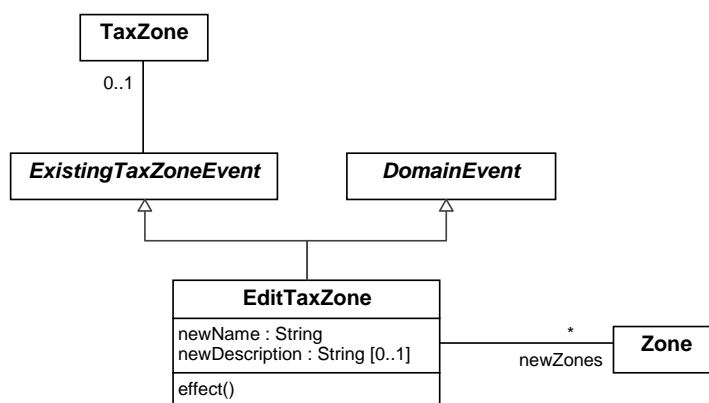 TaxZone
0..1
ExistingTaxZoneEvent
DomainEvent
EditTaxZone
newName : String
newDescription : String [0..1]
effect()
*
newZones
Zone